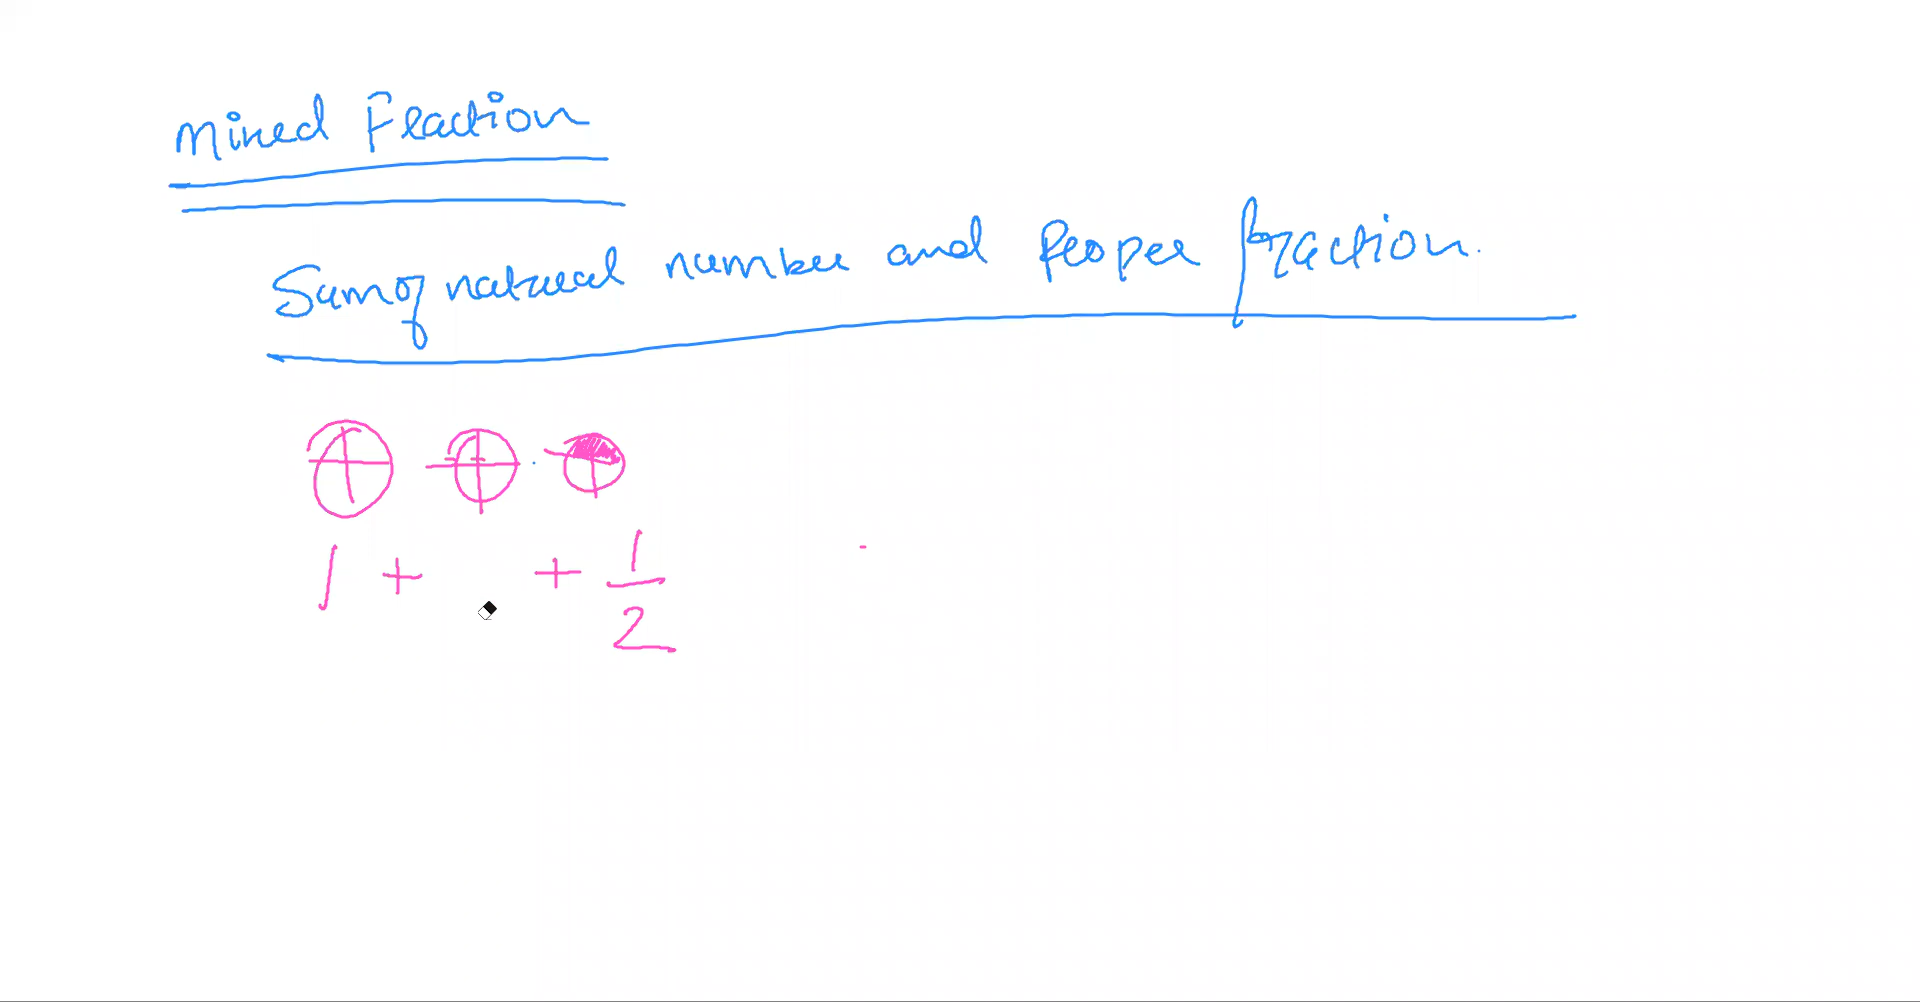 Mixed Fraction
Sum of natural number and Proper fraction.
1 + + 1/2